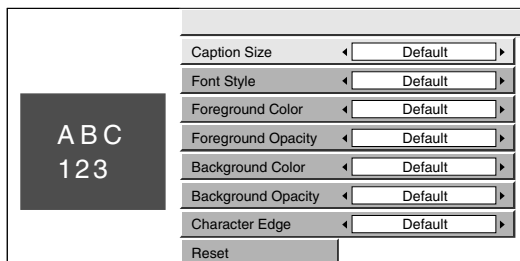 ABC
123
Caption Size Default
Font Style Default
Foreground Color Default
Foreground Opacity Default
Background Color Default
Background Opacity Default
Character Edge Default
Reset